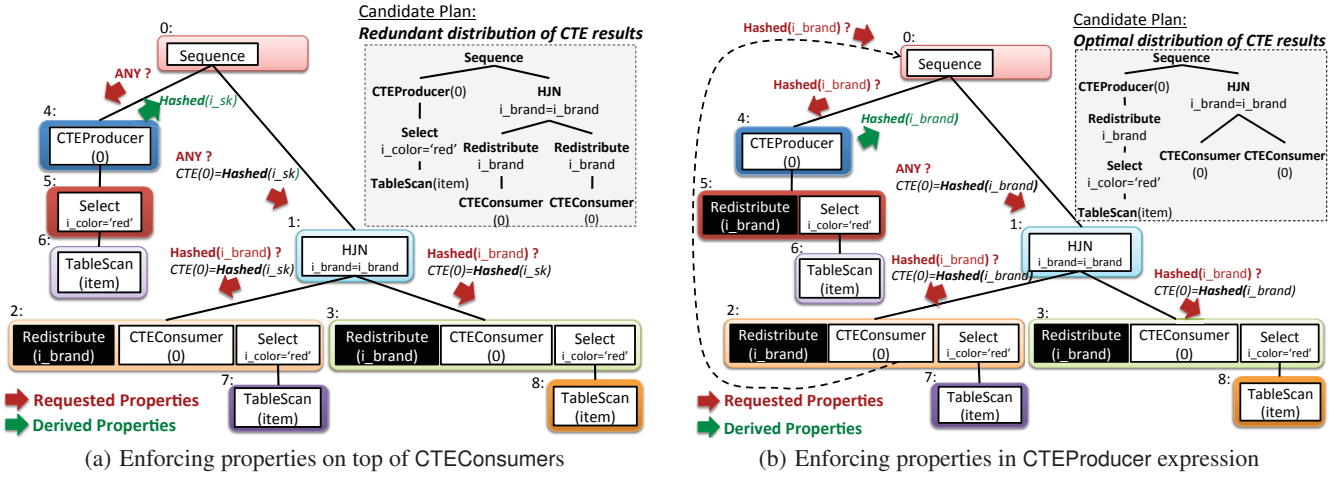 0:
Sequence
ANY ?
Hashed(i_sk)
4:
CTEProducer
(0)
5:
Select
i_color='red'
6:
TableScan
(item)
ANY ?
CTE(0)=Hashed(i_sk)
1:
HJN
i_brand=i_brand
Hashed(i_brand) ?
CTE(0)=Hashed(i_sk)
Hashed(i_brand) ?
CTE(0)=Hashed(i_sk)
2:
Redistribute
(i_brand)
CTEConsumer
(0)
Select
i_color='red'
3:
Redistribute
(i_brand)
CTEConsumer
(0)
Select
i_color='red'
7:
TableScan
(item)
8:
TableScan
(item)
Requested Properties
Derived Properties
Candidate Plan:
Redundant distribution of CTE results
Sequence
CTEProducer(0)
Select
i_color='red'
TableScan(item)
HJN
i_brand=i_brand
Redistribute
i_brand
CTEConsumer
(0)
Redistribute
i_brand
CTEConsumer
(0)
(a) Enforcing properties on top of CTEConsumers
Hashed(i_brand) ?
0:
Sequence
Hashed(i_brand) ?
4:
CTEProducer
(0)
Hashed(i_brand)
5:
Redistribute
(i_brand)
Select
i_color='red'
6:
TableScan
(item)
ANY ?
CTE(0)=Hashed(i_brand)
1:
HJN
i_brand=i_brand
Hashed(i_brand) ?
CTE(0)=Hashed(i_brand)
Hashed(i_brand) ?
CTE(0)=Hashed(i_brand)
2:
Redistribute
(i_brand)
CTEConsumer
(0)
Select
i_color='red'
3:
Redistribute
(i_brand)
CTEConsumer
(0)
Select
i_color='red'
7:
TableScan
(item)
8:
TableScan
(item)
Requested Properties
Derived Properties
Candidate Plan:
Optimal distribution of CTE results
Sequence
CTEProducer(0)
Redistribute
i_brand
Select
i_color='red'
TableScan(item)
HJN
i_brand=i_brand
CTEConsumer
(0)
CTEConsumer
(0)
(b) Enforcing properties in CTEProducer expression